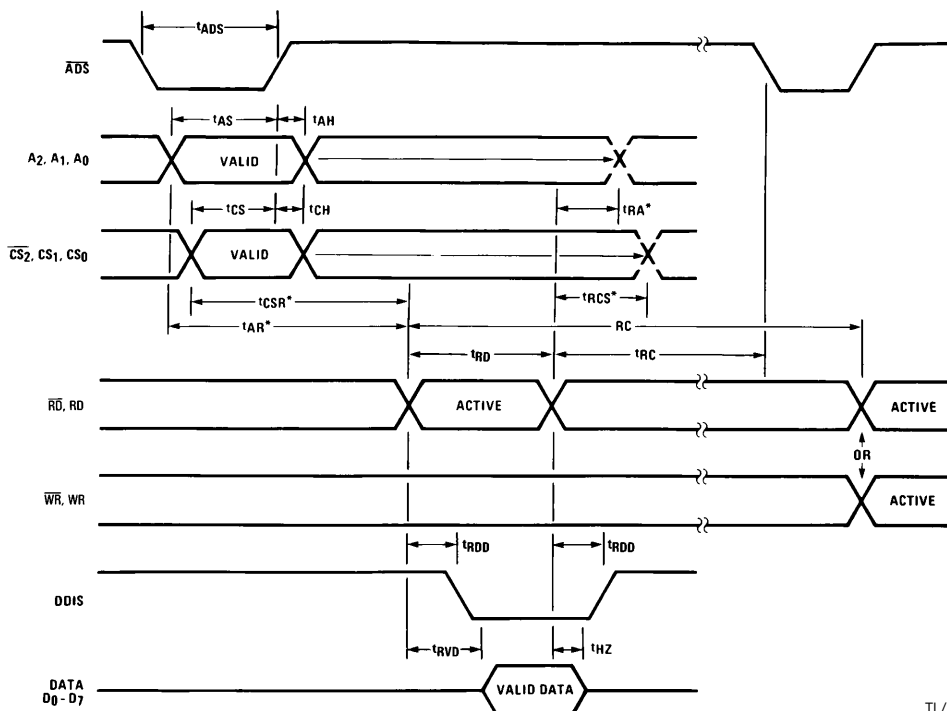 tADS
ADS
tAS
tAH
A2, A1, A0
VALID
tCS
tCH
tRA*
CS2, CS1, CS0
VALID
tCSR*
tRCS*
tAR*
RC
tRD
tRC
RD, RD
ACTIVE
ACTIVE
OR
WR, WR
ACTIVE
tRDD
tRDD
DDIS
tRVD
tHZ
DATA
D0-D7
VALID DATA